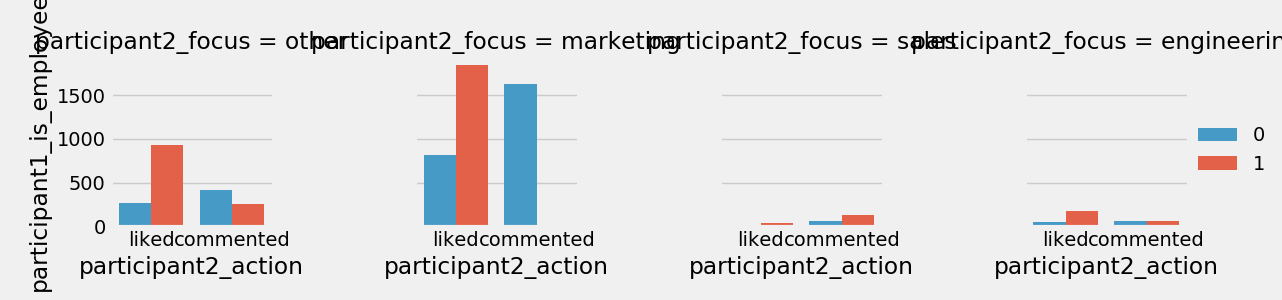 participant2_focus = other
participant2_focus = marketing
participant2_focus = sales
participant2_focus = engineerin
participant1_is_employee
1500
1000
500
0
liked commented
liked commented
liked commented
liked commented
participant2_action
participant2_action
participant2_action
participant2_action
0
1